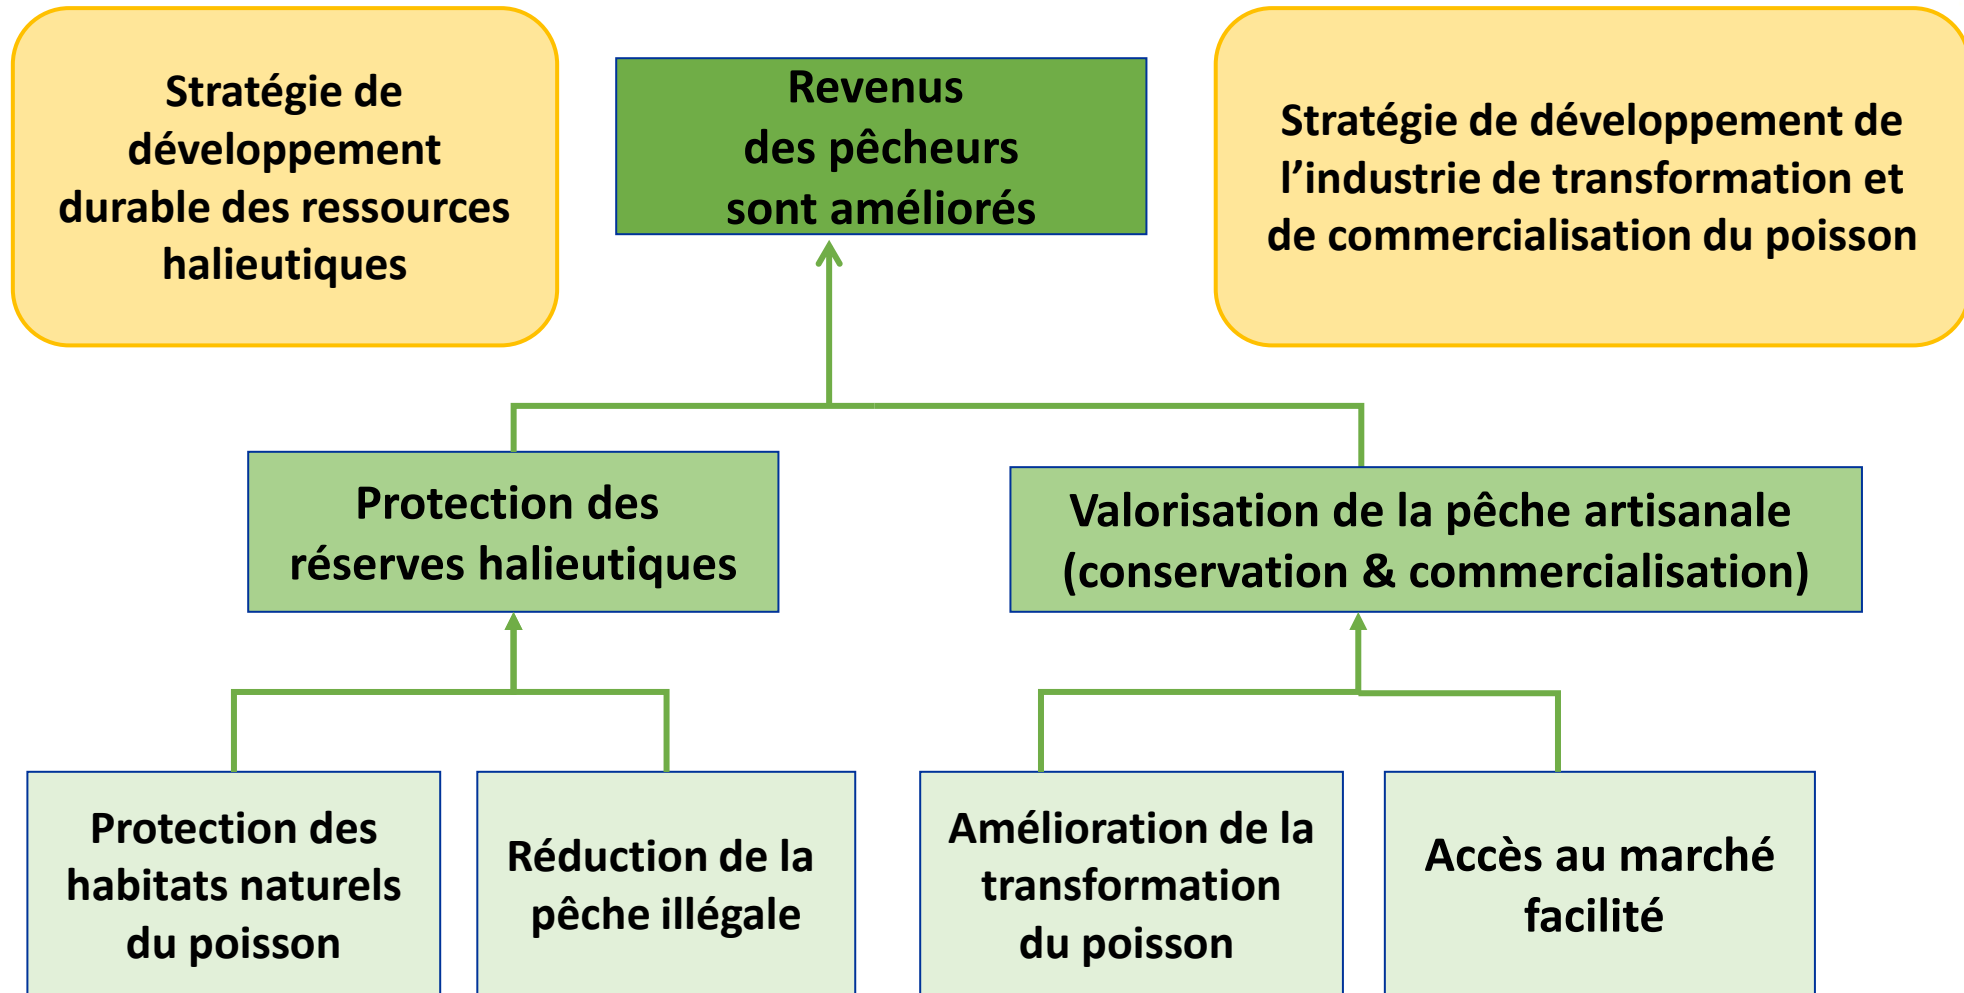 Stratégie de
développement
durable des ressources
halieutiques
Revenus
des pêcheurs
sont améliorés
Stratégie de développement de
l’industrie de transformation et
de commercialisation du poisson
Protection des
réserves halieutiques
Valorisation de la pêche artisanale
(conservation & commercialisation)
Protection des
habitats naturels
du poisson
Réduction de la
pêche illégale
Amélioration de la
transformation
du poisson
Accès au marché
facilité